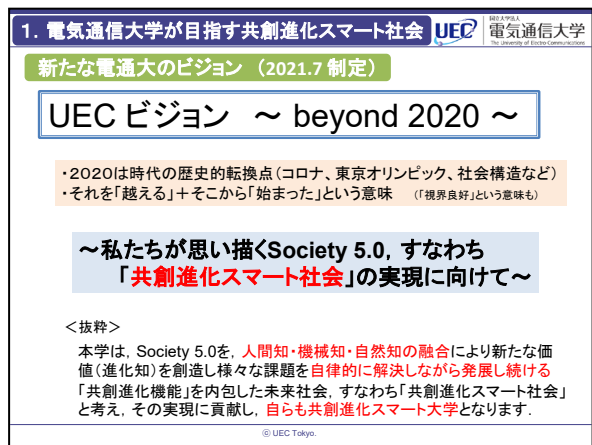 1. 電気通信大学が目指す共創進化スマート社会
UEC
国立大学法人
電気通信大学
The University of Electro-Communications
新たな電通大のビジョン （2021.7 制定）
UEC ビジョン ～ beyond 2020 ～
・2020は時代の歴史的転換点(コロナ、東京オリンピック、社会構造など)
・それを「越える」＋そこから「始まった」という意味 (「視界良好」という意味も)
～私たちが思い描くSociety 5.0，すなわち
「共創進化スマート社会」の実現に向けて～
＜抜粋＞
本学は，Society 5.0を，人間知・機械知・自然知の融合により新たな価
値(進化知)を創造し様々な課題を自律的に解決しながら発展し続ける
「共創進化機能」を内包した未来社会，すなわち「共創進化スマート社会」
と考え，その実現に貢献し，自らも共創進化スマート大学となります．
© UEC Tokyo.